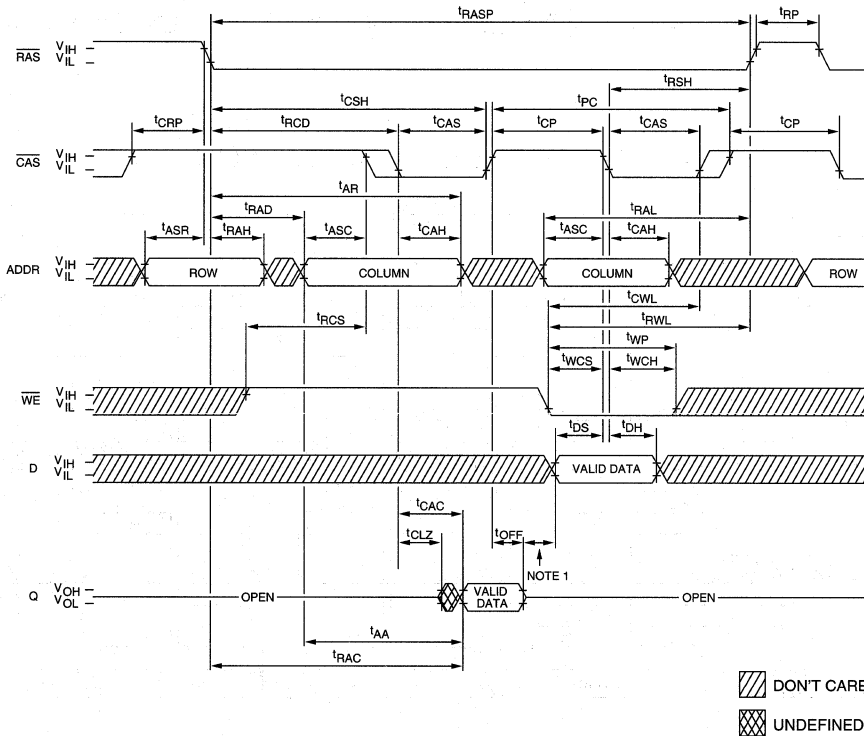 tRASP tRP
RAS VIH VIL
tRSH
tCSH tPC
tCRP tRCD tCAS tCP tCAS tCP
CAS VIH VIL
tAR
tRAD tRAL
tASR tRAH tASC tCAH tASC tCAH
ADDR VIH VIL ROW COLUMN COLUMN ROW
tCWL
tRCS tRWL
tWP
tWCS tWCH
WE VIH VIL
tDS tDH
D VIH VIL VALID DATA
tCAC
tCLZ tOFF
NOTE 1
Q VOH VOL OPEN VALID DATA OPEN
tAA
tRAC
DON'T CARE
UNDEFINED